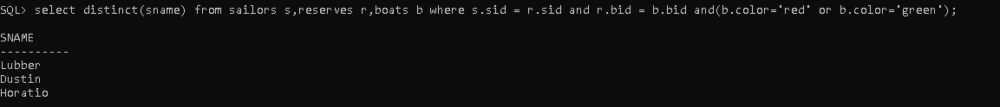 SQL> select distinct(sname) from sailors s,reserves r,boats b where s.sid = r.sid and r.bid = b.bid and(b.color='red' or b.color='green');
SNAME
----------
Lubber
Dustin
Horatio